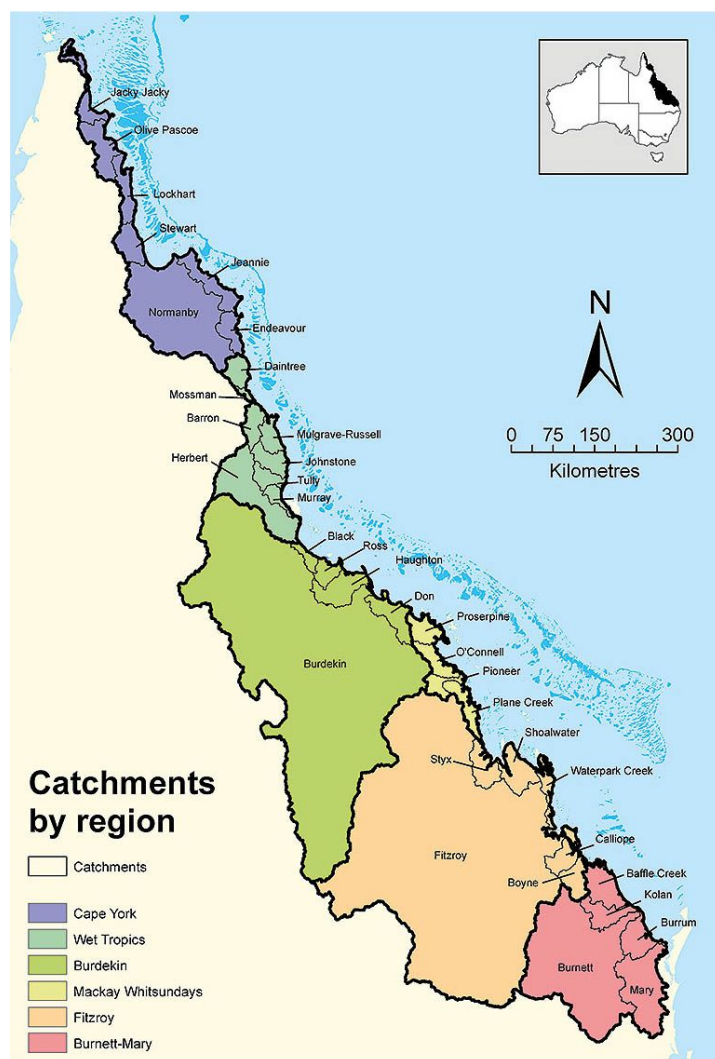 Jacky Jacky
Olive Pascoe
Lockhart
Stewart
Jeannie
Normanby
Endeavour
Daintree
Mossman
Barron
Mulgrave-Russell
Herbert
Johnstone
Tully
Murray
Black
Ross
Haughton
Don
Proserpine
Burdekin
O'Connell
Pioneer
Plane Creek
Shoalwater
Styx
Waterpark Creek
Calliope
Fitzroy
Boyne
Baffle Creek
Kolan
Burrum
Burnett
Mary
N
0 75 150 300
Kilometres
Catchments
by region
Catchments
Cape York
Wet Tropics
Burdekin
Mackay Whitsundays
Fitzroy
Burnett-Mary